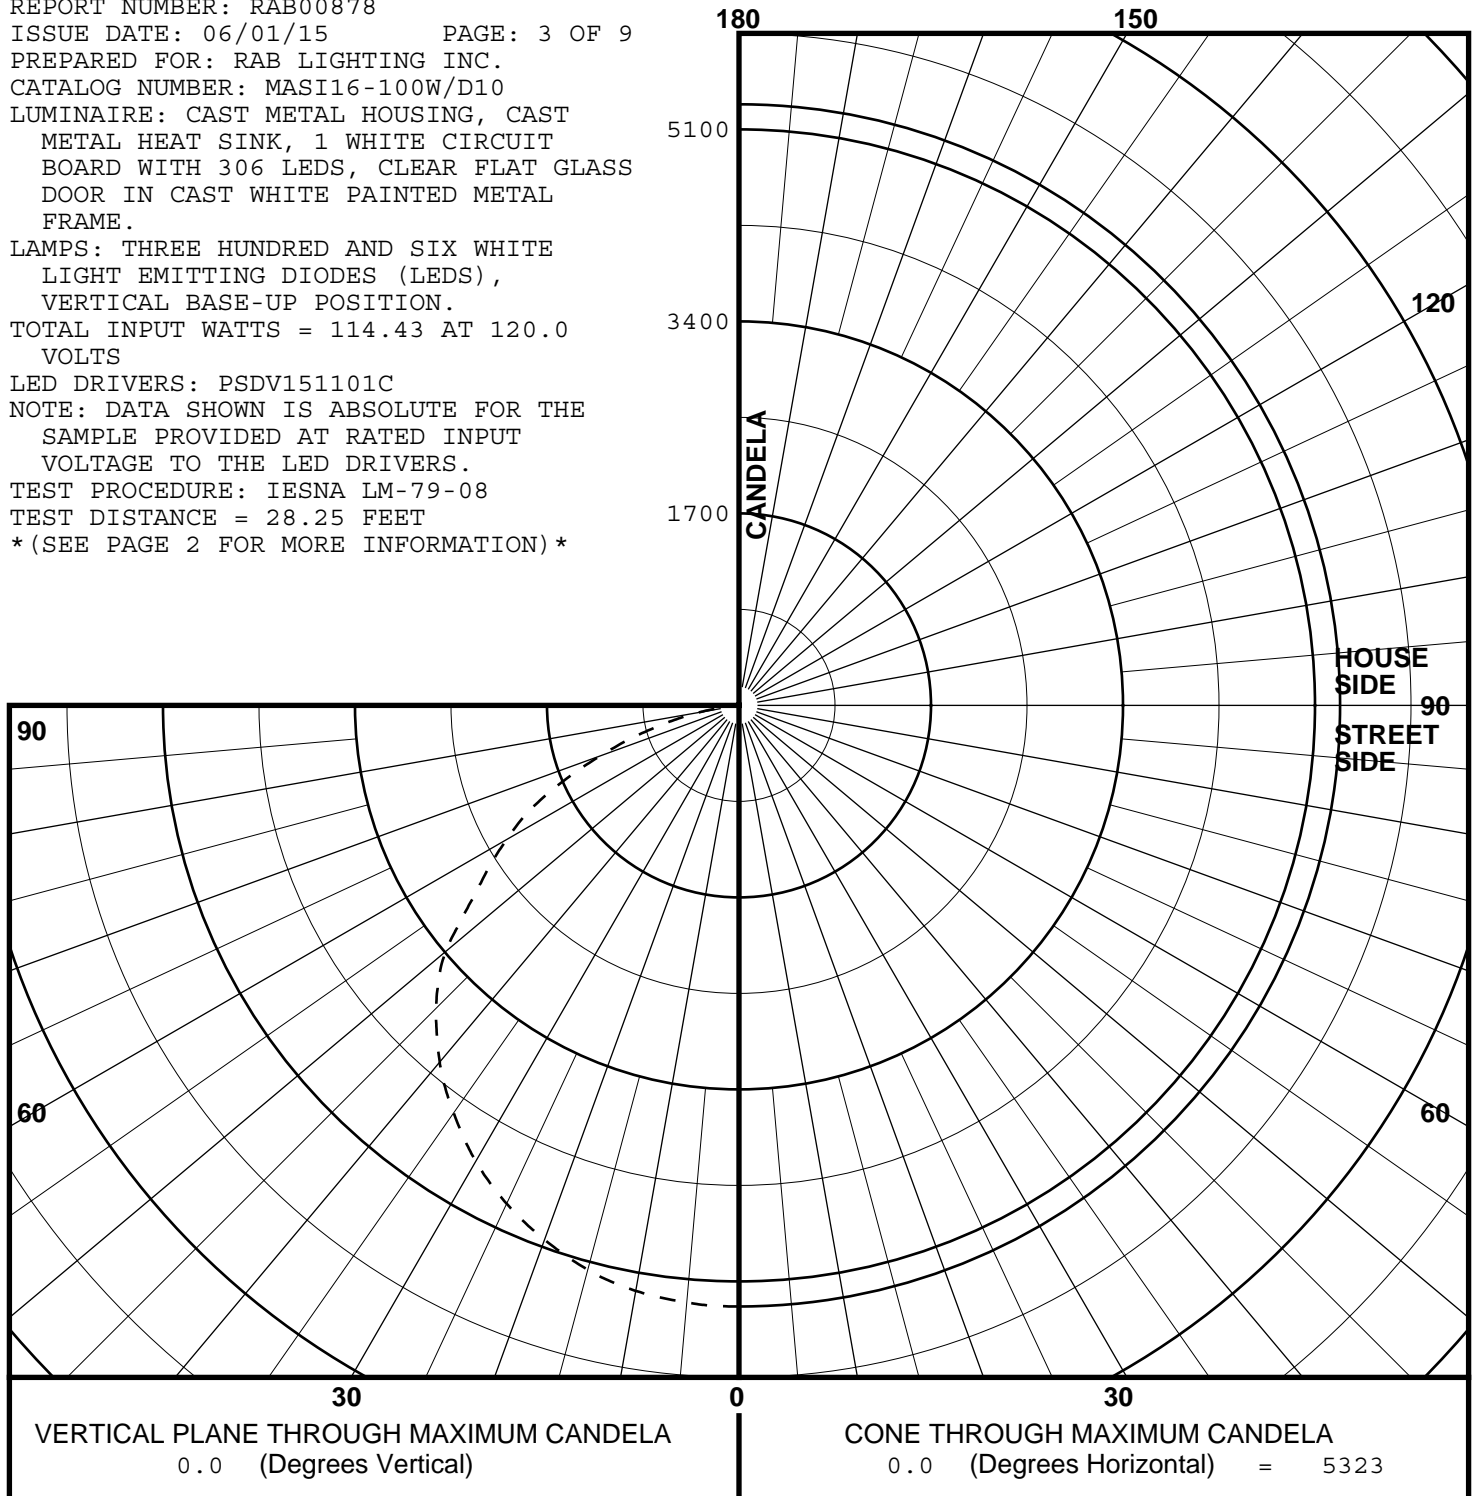 REPORT NUMBER: RAB00878
ISSUE DATE: 06/01/15 PAGE: 3 OF 9
PREPARED FOR: RAB LIGHTING INC.
CATALOG NUMBER: MASI16-100W/D10
LUMINAIRE: CAST METAL HOUSING, CAST
METAL HEAT SINK, 1 WHITE CIRCUIT
BOARD WITH 306 LEDS, CLEAR FLAT GLASS
DOOR IN CAST WHITE PAINTED METAL
FRAME.
LAMPS: THREE HUNDRED AND SIX WHITE
LIGHT EMITTING DIODES (LEDS),
VERTICAL BASE-UP POSITION.
TOTAL INPUT WATTS = 114.43 AT 120.0
VOLTS
LED DRIVERS: PSDV151101C
NOTE: DATA SHOWN IS ABSOLUTE FOR THE
SAMPLE PROVIDED AT RATED INPUT
VOLTAGE TO THE LED DRIVERS.
TEST PROCEDURE: IESNA LM-79-08
TEST DISTANCE = 28.25 FEET
*(SEE PAGE 2 FOR MORE INFORMATION)*
180
150
5100
120
3400
CANDELA
1700
HOUSE
SIDE
90
90
STREET
SIDE
60
60
30
0
30
VERTICAL PLANE THROUGH MAXIMUM CANDELA
0.0 (Degrees Vertical)
CONE THROUGH MAXIMUM CANDELA
0.0 (Degrees Horizontal) = 5323